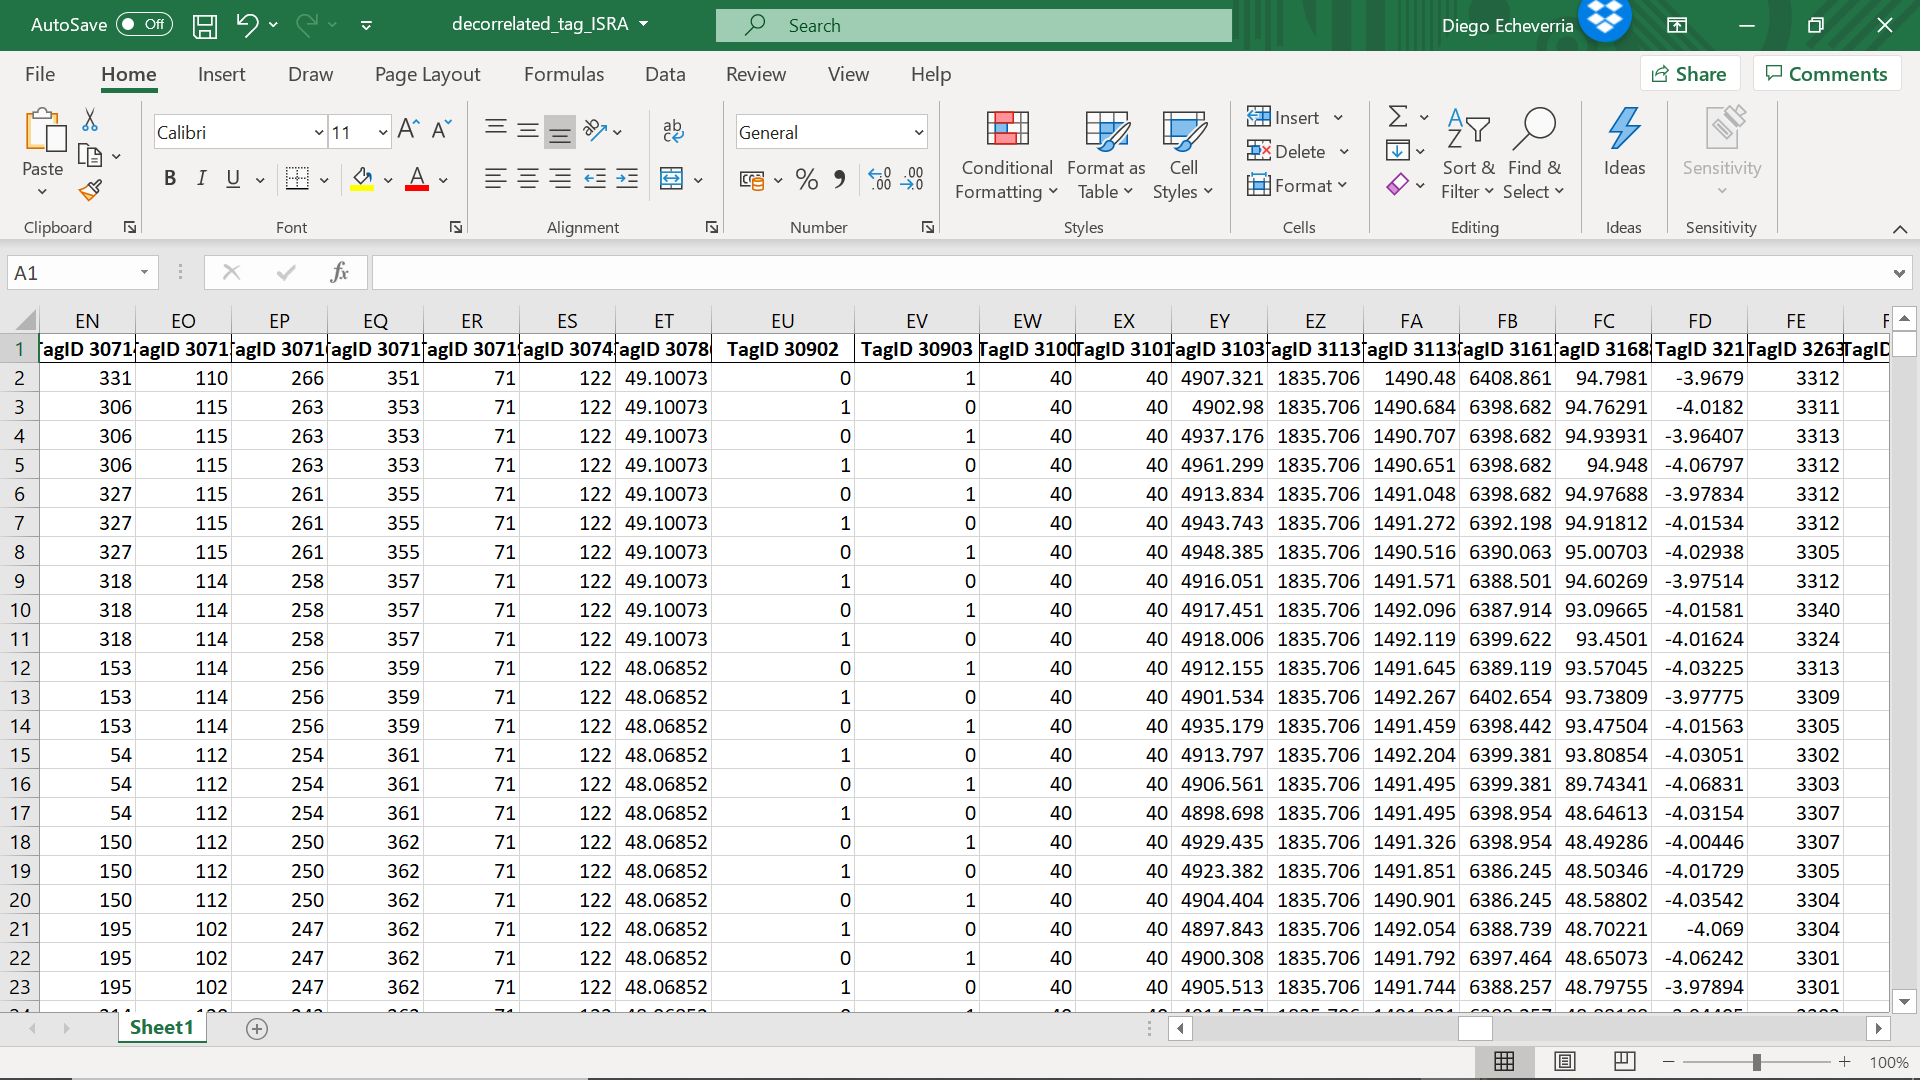 AutoSave Off decorrelated_tag_ISRA Search Diego Echeverria
File Home Insert Draw Page Layout Formulas Data Review View Help Share Comments
Paste Calibri 11 General Conditional Formatting Format as Table Cell Styles Insert Delete Format Sort & Filter Find & Select Ideas Sensitivity
Clipboard Font Alignment Number Styles Cells Editing Ideas Sensitivity
A1 fx
EN EO EP EQ ER ES ET EU EV EW EX EY EZ FA FB FC FD FE
1 TagID 3071 TagID 3071 TagID 3071 TagID 3071 TagID 3071 TagID 3074 TagID 3078 TagID 30902 TagID 30903 TagID 3100 TagID 3101 TagID 3103 TagID 3113 TagID 3113 TagID 3161 TagID 3168 TagID 321 TagID 3263 TagID
2 331 110 266 351 71 122 49.10073 0 1 40 40 4907.321 1835.706 1490.48 6408.861 94.7981 -3.9679 3312
3 306 115 263 353 71 122 49.10073 1 0 40 40 4902.98 1835.706 1490.684 6398.682 94.76291 -4.0182 3311
4 306 115 263 353 71 122 49.10073 0 1 40 40 4937.176 1835.706 1490.707 6398.682 94.93931 -3.96407 3313
5 306 115 263 353 71 122 49.10073 1 0 40 40 4961.299 1835.706 1490.651 6398.682 94.948 -4.06797 3312
6 327 115 261 355 71 122 49.10073 0 1 40 40 4913.834 1835.706 1491.048 6398.682 94.97688 -3.97834 3312
7 327 115 261 355 71 122 49.10073 1 0 40 40 4943.743 1835.706 1491.272 6392.198 94.91812 -4.01534 3312
8 327 115 261 355 71 122 49.10073 0 1 40 40 4948.385 1835.706 1490.516 6390.063 95.00703 -4.02938 3305
9 318 114 258 357 71 122 49.10073 1 0 40 40 4916.051 1835.706 1491.571 6388.501 94.60269 -3.97514 3312
10 318 114 258 357 71 122 49.10073 0 1 40 40 4917.451 1835.706 1492.096 6387.914 93.09665 -4.01581 3340
11 318 114 258 357 71 122 49.10073 1 0 40 40 4918.006 1835.706 1492.119 6399.622 93.4501 -4.01624 3324
12 153 114 256 359 71 122 48.06852 0 1 40 40 4912.155 1835.706 1491.645 6389.119 93.57045 -4.03225 3313
13 153 114 256 359 71 122 48.06852 1 0 40 40 4901.534 1835.706 1492.267 6402.654 93.73809 -3.97775 3309
14 153 114 256 359 71 122 48.06852 0 1 40 40 4935.179 1835.706 1491.459 6398.442 93.47504 -4.01563 3305
15 54 112 254 361 71 122 48.06852 1 0 40 40 4913.797 1835.706 1492.204 6399.381 93.80854 -4.03051 3302
16 54 112 254 361 71 122 48.06852 0 1 40 40 4906.561 1835.706 1491.495 6399.381 89.74341 -4.06831 3303
17 54 112 254 361 71 122 48.06852 1 0 40 40 4898.698 1835.706 1491.495 6398.954 48.64613 -4.03154 3307
18 150 112 250 362 71 122 48.06852 0 1 40 40 4929.435 1835.706 1491.326 6398.954 48.49286 -4.00446 3307
19 150 112 250 362 71 122 48.06852 1 0 40 40 4923.382 1835.706 1491.851 6386.245 48.50346 -4.01729 3305
20 150 112 250 362 71 122 48.06852 0 1 40 40 4904.404 1835.706 1490.901 6386.245 48.58802 -4.03542 3304
21 195 102 247 362 71 122 48.06852 1 0 40 40 4897.843 1835.706 1492.054 6388.739 48.70221 -4.069 3304
22 195 102 247 362 71 122 48.06852 0 1 40 40 4900.308 1835.706 1491.792 6397.464 48.65073 -4.06242 3301
23 195 102 247 362 71 122 48.06852 1 0 40 40 4905.513 1835.706 1491.744 6388.257 48.79755 -3.97894 3301
Sheet1
100%